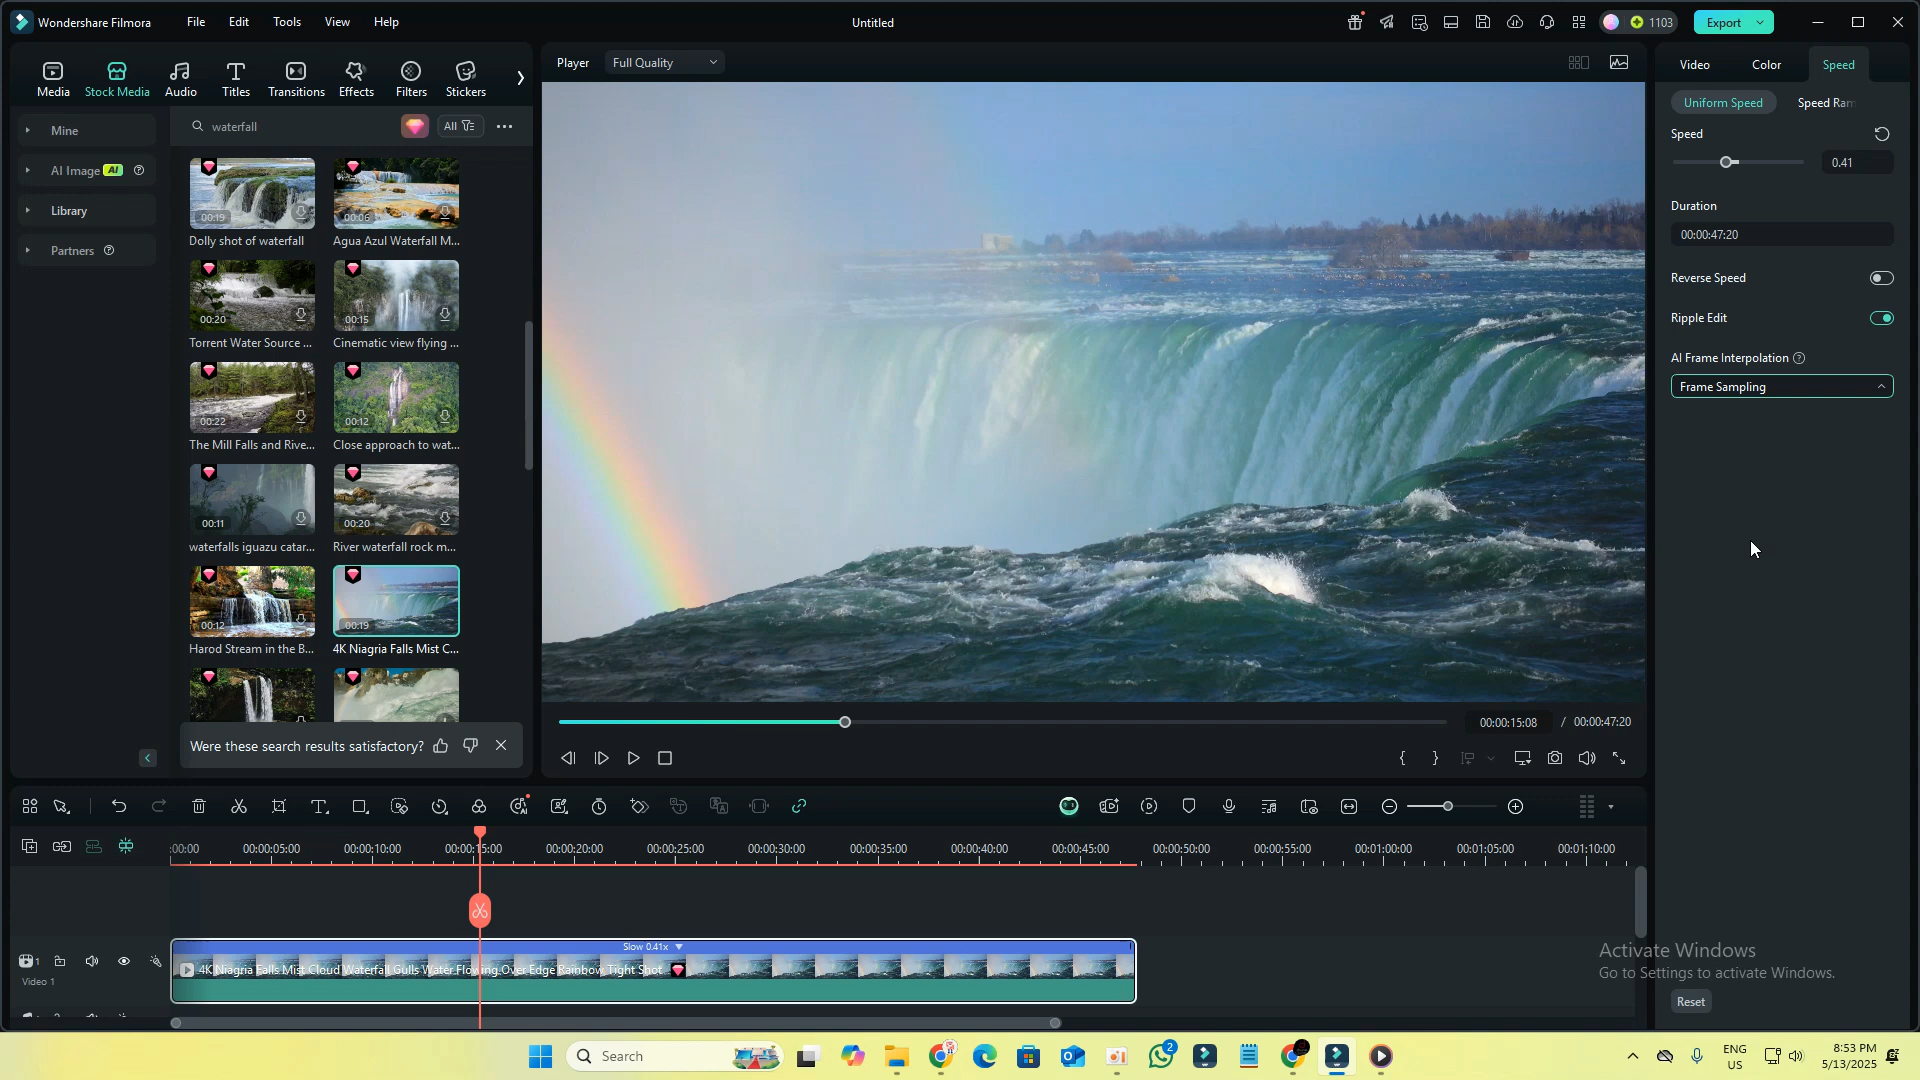 Wondershare Filmora
File Edit Tools View Help
Untitled
1103
Export
Media
Stock Media
Audio
Titles
Transitions
Effects
Filters
Stickers
Player
Full Quality
Video
Color
Speed
Mine
AI Image AI
Library
Partners
waterfall
All
00:19
Dolly shot of waterfall
00:06
Agua Azul Waterfall M...
00:20
Torrent Water Source ...
00:15
Cinematic view flying ...
00:22
The Mill Falls and Rive...
00:12
Close approach to wat...
00:11
waterfalls iguazu catar...
00:20
River waterfall rock m...
00:12
Harod Stream in the B...
00:19
4K Niagria Falls Mist C...
Were these search results satisfactory?
00:00:15:08 / 00:00:47:20
Uniform Speed
Speed Ram
Speed
0.41
Duration
00:00:47:20
Reverse Speed
Ripple Edit
AI Frame Interpolation
Frame Sampling
:00:00 00:00:05:00 00:00:10:00 00:00:15:00 00:00:20:00 00:00:25:00 00:00:30:00 00:00:35:00 00:00:40:00 00:00:45:00 00:00:50:00 00:00:55:00 00:01:00:00 00:01:05:00 00:01:10:00
Slow 0.41x
4K Niagria Falls Mist Cloud Waterfall Gulls Water Flowing Over Edge Rainbow Tight Shot
1
Video 1
Activate Windows
Go to Settings to activate Windows.
Reset
Search
2
ENG
US
8:53 PM
5/13/2025